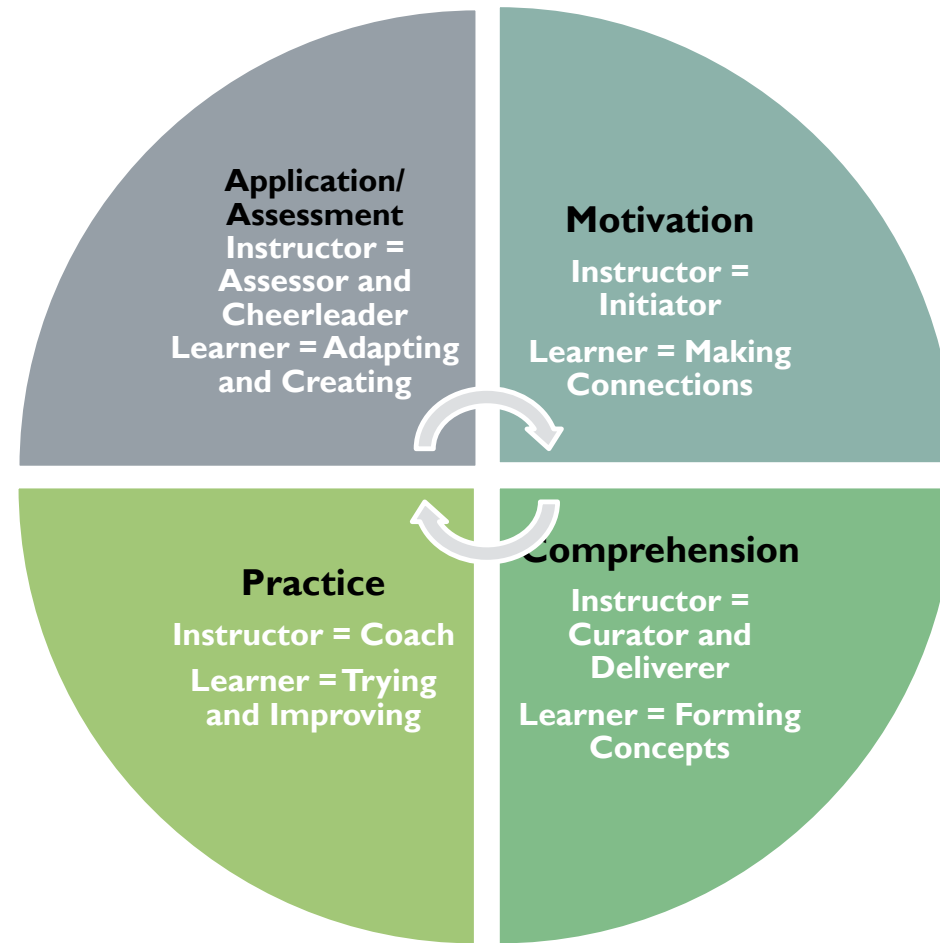 Application/
Assessment
Instructor =
Assessor and
Cheerleader
Learner = Adapting
and Creating
Motivation
Instructor =
Initiator
Learner = Making
Connections
Comprehension
Instructor =
Curator and
Deliverer
Learner = Forming
Concepts
Practice
Instructor = Coach
Learner = Trying
and Improving